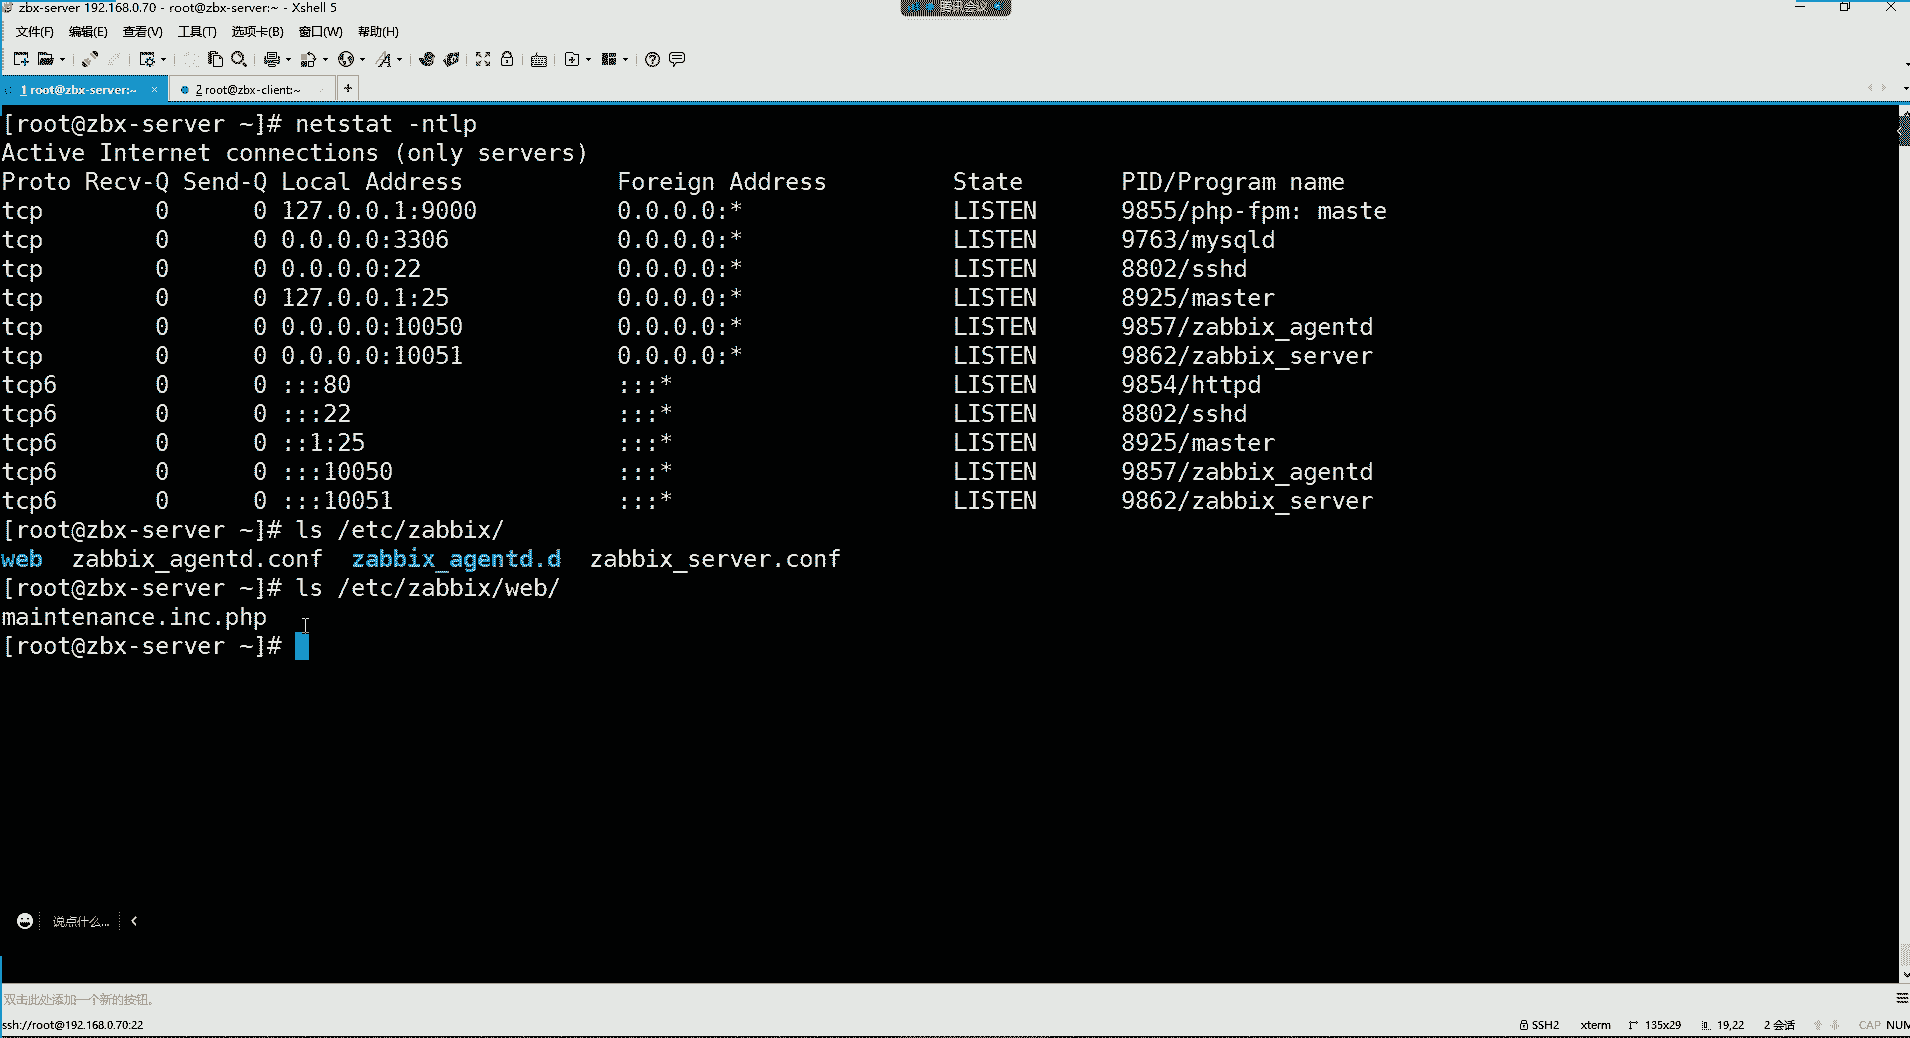 zbx-server 192.168.0.70 - root@zbx-server:~ - Xshell 5
腾讯会议
文件(F) 编辑(E) 查看(V) 工具(T) 选项卡(B) 窗口(W) 帮助(H)
1 root@zbx-server:~ × 2 root@zbx-client:~ +
[root@zbx-server ~]# netstat -ntlp
Active Internet connections (only servers)
Proto Recv-Q Send-Q Local Address Foreign Address State PID/Program name
tcp 0 0 127.0.0.1:9000 0.0.0.0:* LISTEN 9855/php-fpm: maste
tcp 0 0 0.0.0.0:3306 0.0.0.0:* LISTEN 9763/mysqld
tcp 0 0 0.0.0.0:22 0.0.0.0:* LISTEN 8802/sshd
tcp 0 0 127.0.0.1:25 0.0.0.0:* LISTEN 8925/master
tcp 0 0 0.0.0.0:10050 0.0.0.0:* LISTEN 9857/zabbix_agentd
tcp 0 0 0.0.0.0:10051 0.0.0.0:* LISTEN 9862/zabbix_server
tcp6 0 0 :::80 :::* LISTEN 9854/httpd
tcp6 0 0 :::22 :::* LISTEN 8802/sshd
tcp6 0 0 ::1:25 :::* LISTEN 8925/master
tcp6 0 0 :::10050 :::* LISTEN 9857/zabbix_agentd
tcp6 0 0 :::10051 :::* LISTEN 9862/zabbix_server
[root@zbx-server ~]# ls /etc/zabbix/
web zabbix_agentd.conf zabbix_agentd.d zabbix_server.conf
[root@zbx-server ~]# ls /etc/zabbix/web/
maintenance.inc.php
[root@zbx-server ~]#
说点什么...
双击此处添加一个新的按钮。
ssh://root@192.168.0.70:22 SSH2 xterm 135x29 19,22 2 会话 CAP NUM